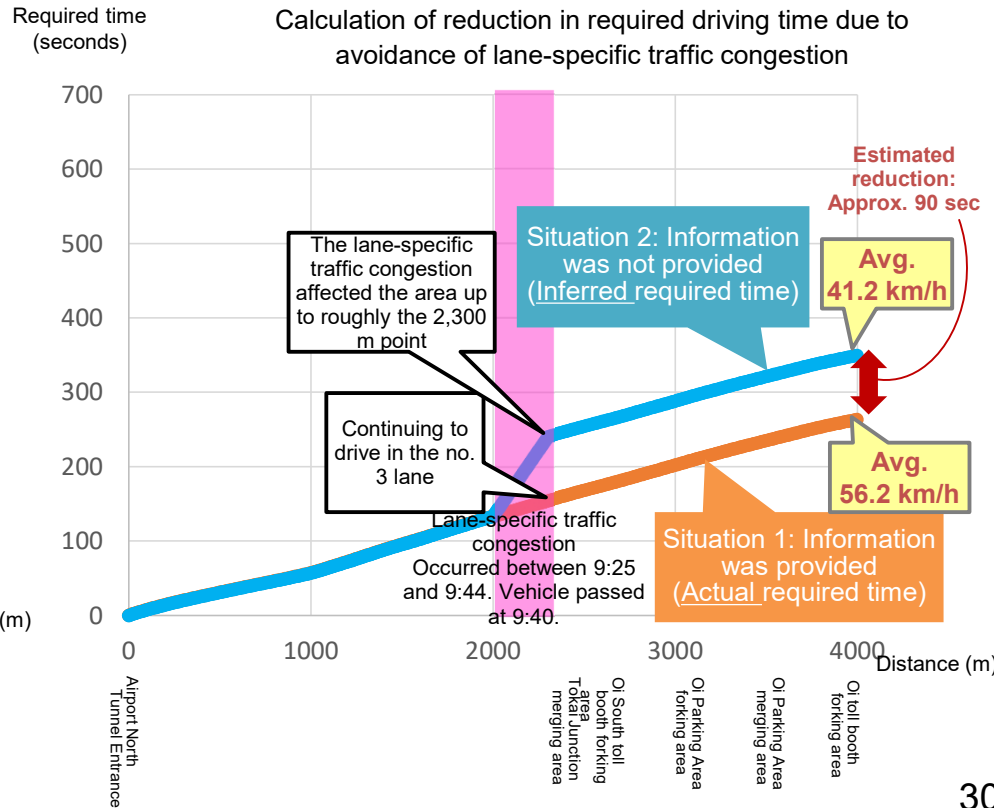 Required time
(seconds)
Calculation of reduction in required driving time due to
avoidance of lane-specific traffic congestion
700
600
500
400
300
200
100
0
(m)
Estimated
reduction:
Approx. 90 sec
The lane-specific
traffic congestion
affected the area up
to roughly the 2,300
m point
Situation 2: Information
was not provided
(Inferred required time)
Avg.
41.2 km/h
Continuing to
drive in the no.
3 lane
Avg.
56.2 km/h
Lane-specific traffic
congestion
Occurred between 9:25
and 9:44. Vehicle passed
at 9:40.
Situation 1: Information
was provided
(Actual required time)
0
1000
2000
3000
4000
Distance (m)
Airport North
Tunnel Entrance
Oi South toll
booth forking
area
Tokai Junction
merging area
Oi Parking Area
forking area
Oi Parking Area
merging area
Oi toll booth
forking area
30